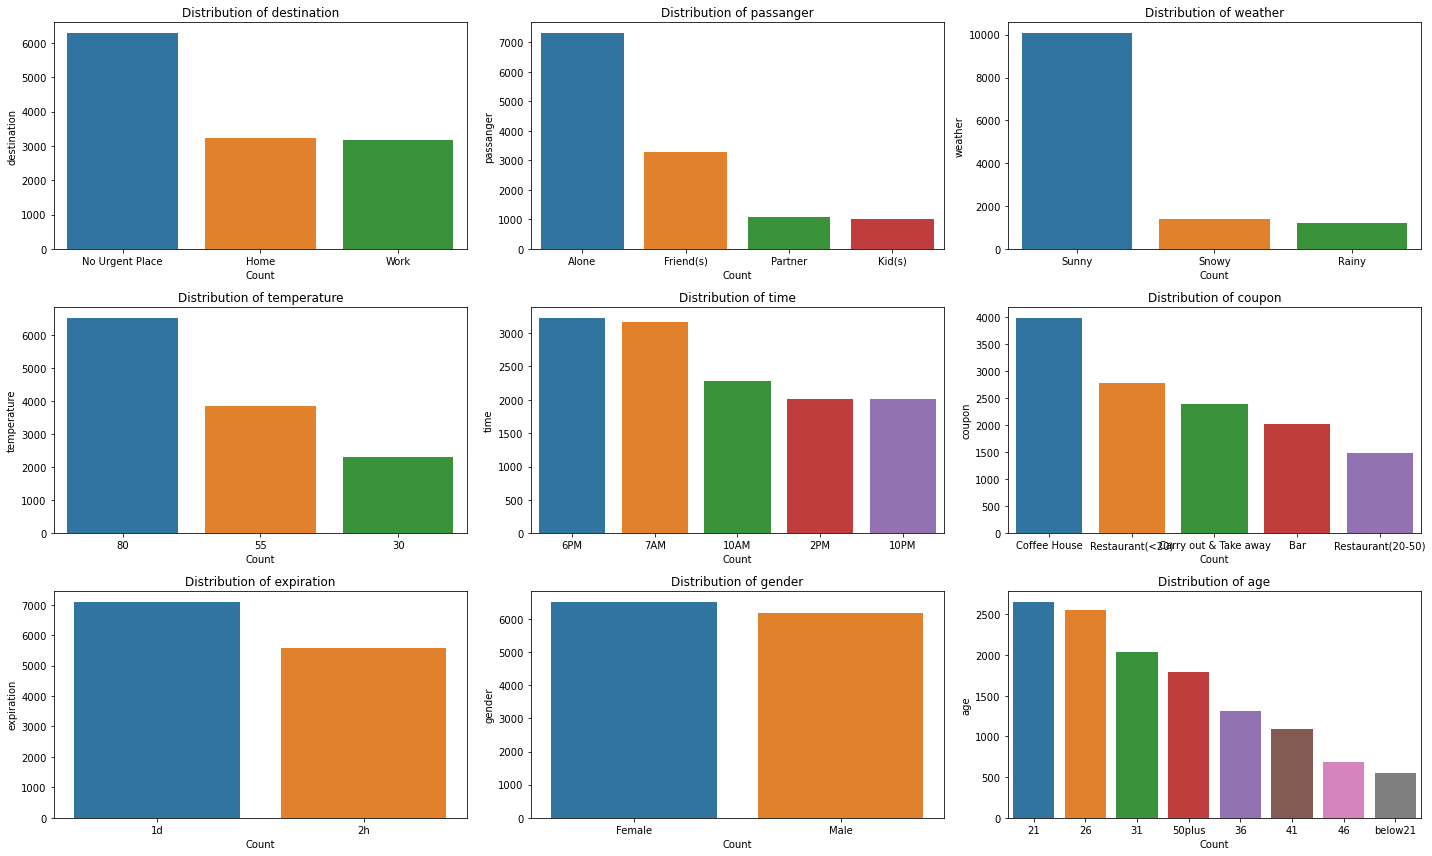 Distribution of destination
destination
6000
5000
4000
3000
2000
1000
0
No Urgent Place Home Work
Count
Distribution of passanger
passanger
7000
6000
5000
4000
3000
2000
1000
0
Alone Friend(s) Partner Kid(s)
Count
Distribution of weather
weather
10000
8000
6000
4000
2000
0
Sunny Snowy Rainy
Count
Distribution of temperature
temperature
6000
5000
4000
3000
2000
1000
0
80 55 30
Count
Distribution of time
time
3000
2500
2000
1500
1000
500
0
6PM 7AM 10AM 2PM 10PM
Count
Distribution of coupon
coupon
4000
3500
3000
2500
2000
1500
1000
500
0
Coffee House Restaurant(<20) Carry out & Take away Bar Restaurant(20-50)
Count
Distribution of expiration
expiration
7000
6000
5000
4000
3000
2000
1000
0
1d 2h
Count
Distribution of gender
gender
6000
5000
4000
3000
2000
1000
0
Female Male
Count
Distribution of age
age
2500
2000
1500
1000
500
0
21 26 31 50plus 36 41 46 below21
Count